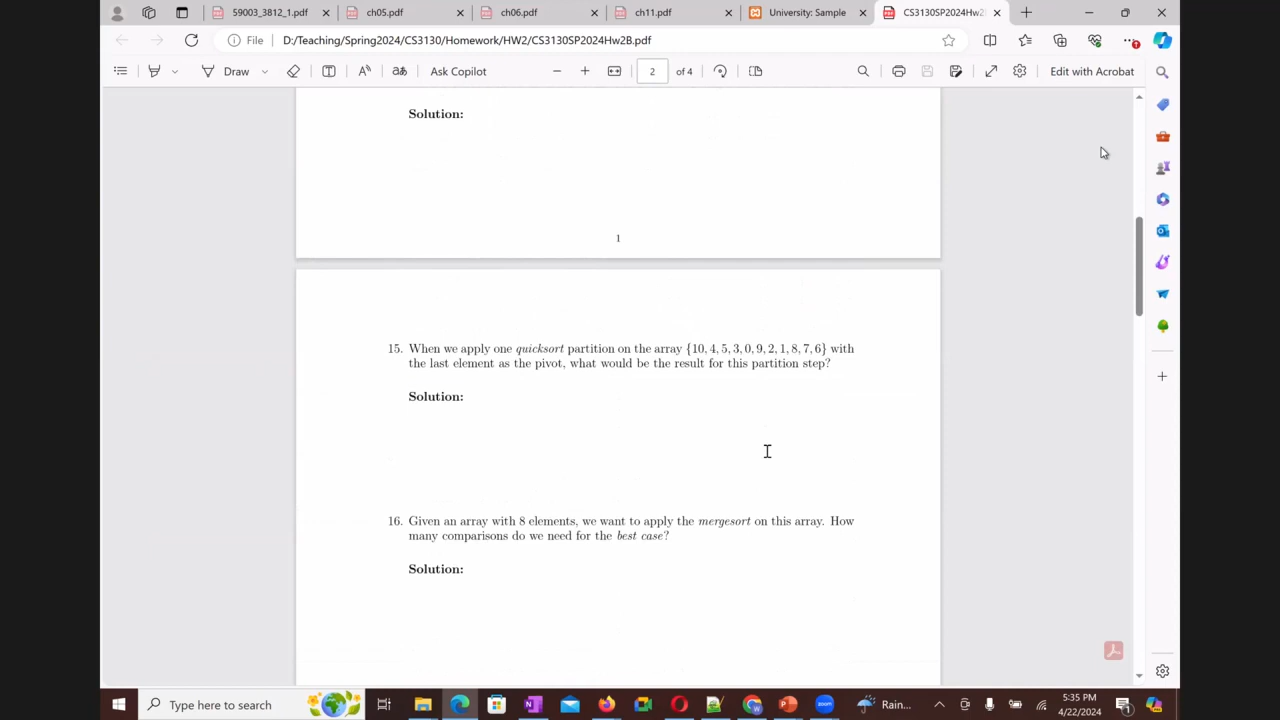 59003_3812_1.pdf
ch05.pdf
ch06.pdf
ch11.pdf
University: Sample
CS3130SP2024Hw2
File
D:/Teaching/Spring2024/CS3130/Homework/HW2/CS3130SP2024Hw2B.pdf
Draw
Ask Copilot
2 of 4
Edit with Acrobat
Solution:
1
15. When we apply one quicksort partition on the array {10, 4, 5, 3, 0, 9, 2, 1, 8, 7, 6} with
the last element as the pivot, what would be the result for this partition step?
Solution:
16. Given an array with 8 elements, we want to apply the mergesort on this array. How
many comparisons do we need for the best case?
Solution:
Type here to search
Rain...
5:35 PM
4/22/2024